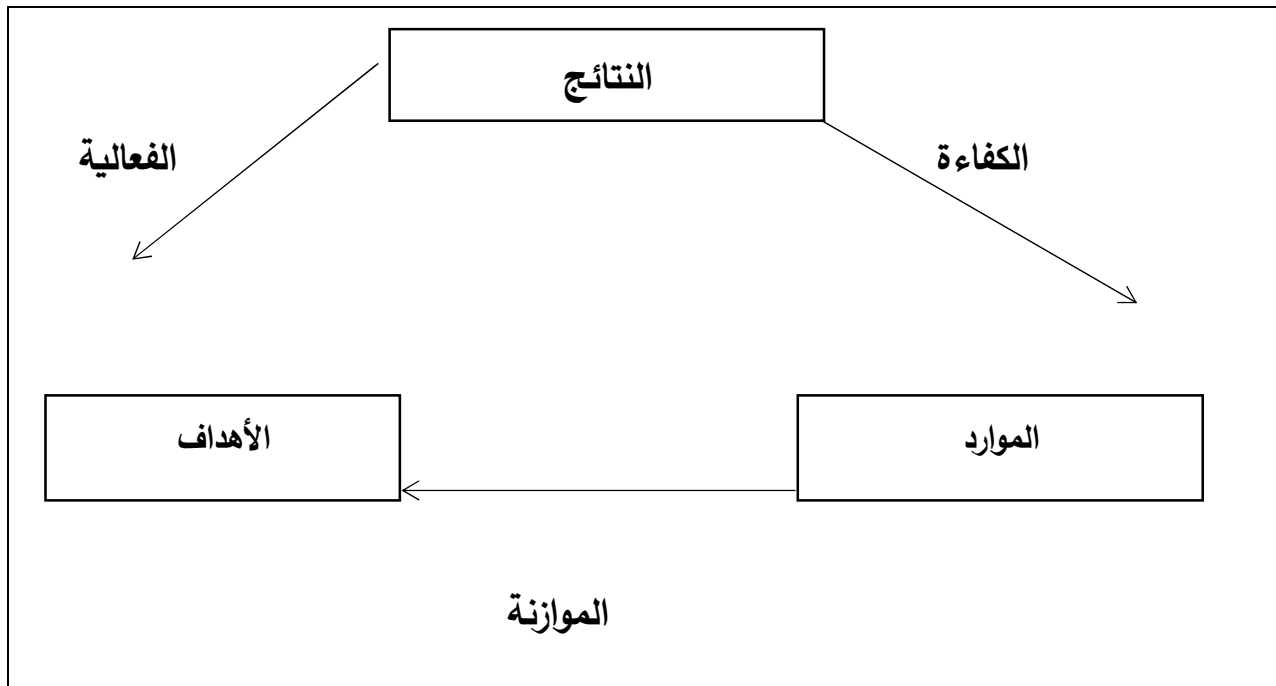 النتائج
الكفاءة
الفعالية
الموارد
الأهداف
الموازنة